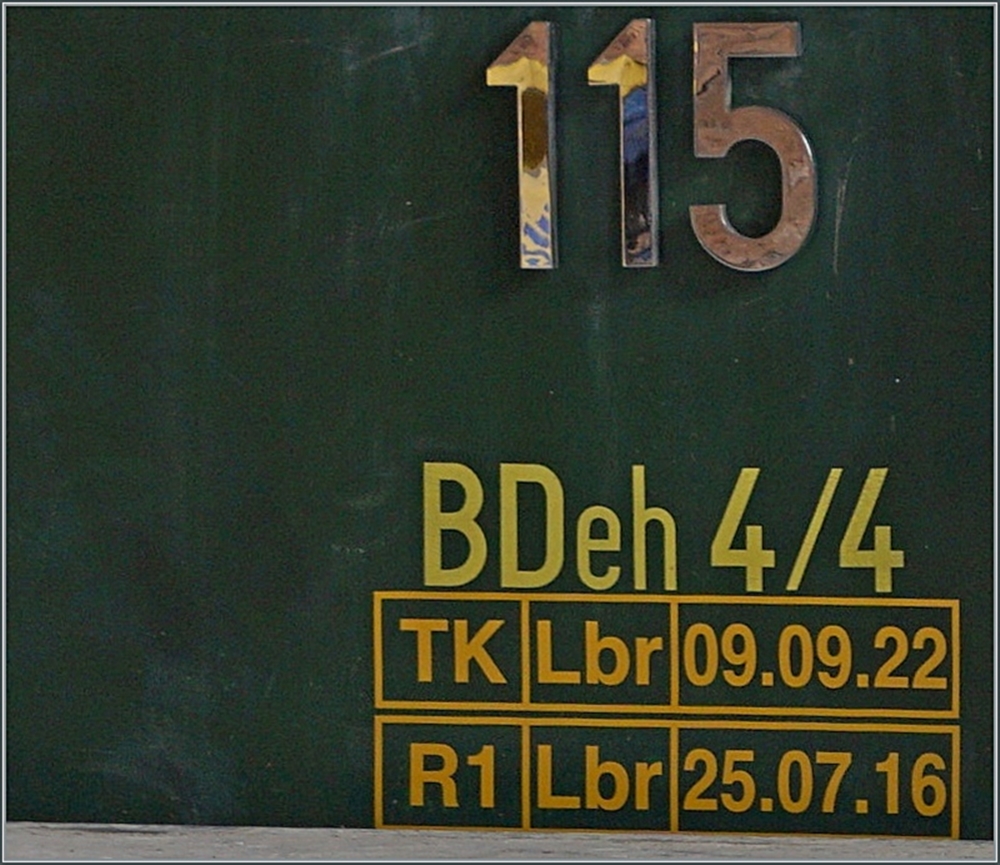 115
BDeh 4/4
TK Lbr 09.09.22
R1 Lbr 25.07.16